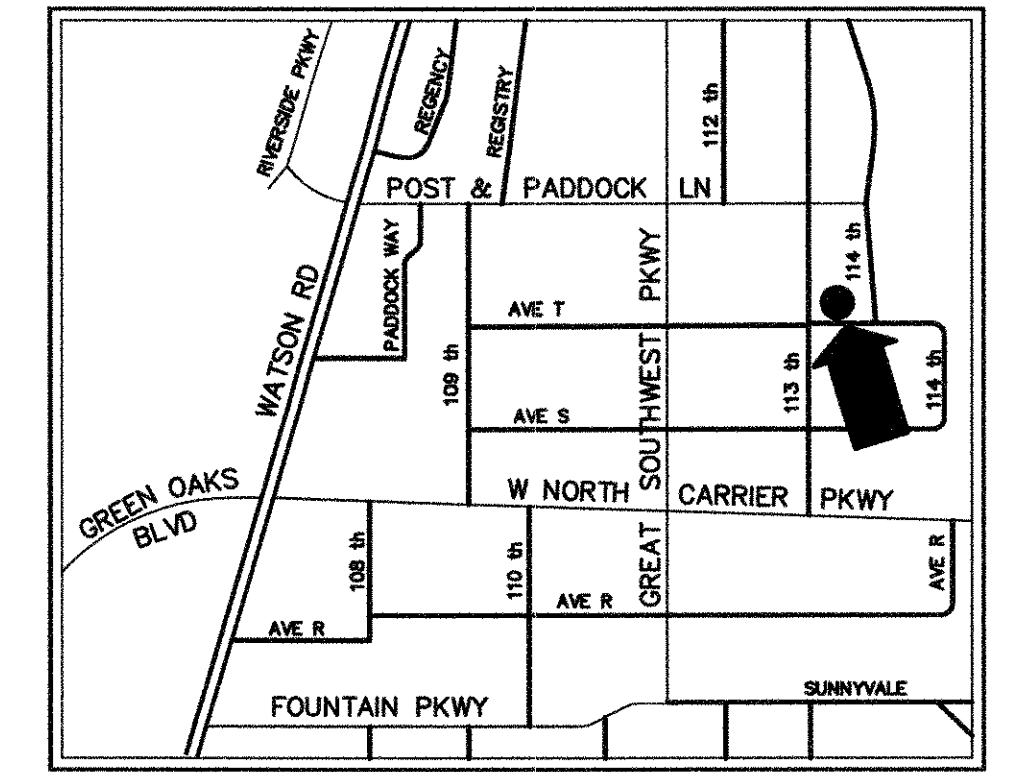 RIVERSIDE PKWY
REGENCY
REGISTRY
112 th
POST & PADDOCK LN
PADDOCK WAY
114 th
WATSON RD
AVE T
109 th
113 th
114 th
AVE S
GREAT SOUTHWEST PKWY
GREEN OAKS
BLVD
W NORTH CARRIER PKWY
108 th
110 th
AVE R
AVE R
AVE R
SUNNYVALE
FOUNTAIN PKWY